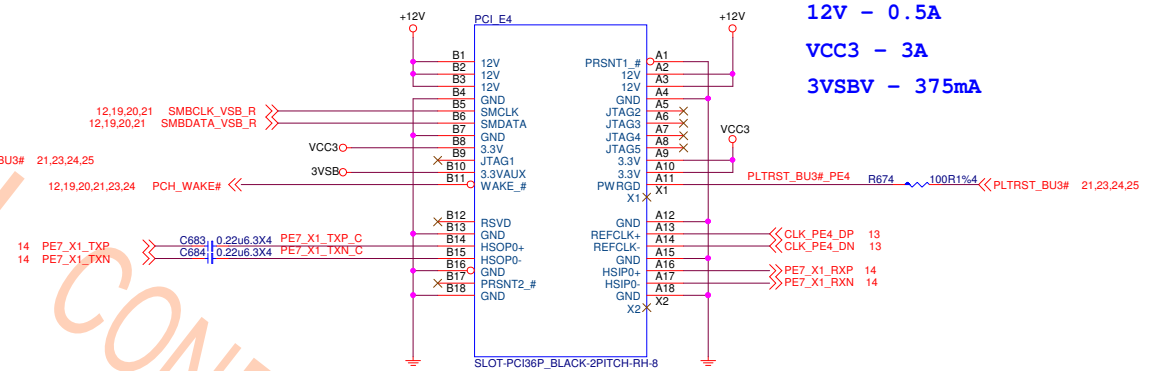 +12V
PCI_E4
+12V
12V - 0.5A
VCC3 - 3A
3VSBV - 375mA
B1 12V PRSNT1_# A1
B2 12V 12V A2
B3 12V 12V A3
B4 GND GND A4
12,19,20,21 SMBCLK_VSB_R B5 SMCLK JTAG2 A5
12,19,20,21 SMBDATA_VSB_R B6 SMDATA JTAG3 A6
B7 GND JTAG4 A7
VCC3 B8 3.3V JTAG5 A8
VCC3
BU3# 21,23,24,25 B9 JTAG1 3.3V A9
3VSB B10 3.3VAUX 3.3V A10
12,19,20,21,23,24 PCH_WAKE# B11 WAKE_# PWRGD A11 PLTRST_BU3#_PE4 R674 100R1%4 PLTRST_BU3# 21,23,24,25
X1 X1
B12 RSVD GND A12
B13 GND REFCLK+ A13 CLK_PE4_DP 13
14 PE7_X1_TXP C683 0.22u6.3X4 PE7_X1_TXP_C B14 HSOP0+ REFCLK- A14 CLK_PE4_DN 13
14 PE7_X1_TXN C684 0.22u6.3X4 PE7_X1_TXN_C B15 HSOP0- GND A15
B16 GND HSIP0+ A16 PE7_X1_RXP 14
B17 PRSNT2_# HSIP0- A17 PE7_X1_RXN 14
B18 GND GND A18
X2 X2
SLOT-PCI36P_BLACK-2PITCH-RH-8